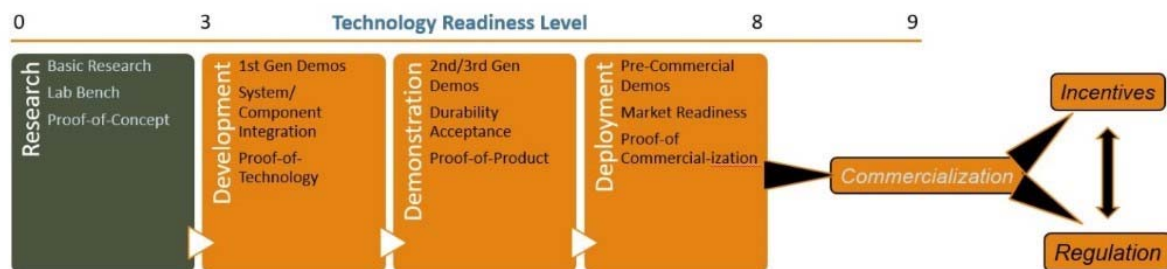 0 3 Technology Readiness Level 8 9
Research
Basic Research
Lab Bench
Proof-of-Concept
Development
1st Gen Demos
System/
Component
Integration
Proof-of-
Technology
Demonstration
2nd/3rd Gen
Demos
Durability
Acceptance
Proof-of-Product
Deployment
Pre-Commercial
Demos
Market Readiness
Proof-of
Commercial-ization
Commercialization
Incentives
Regulation